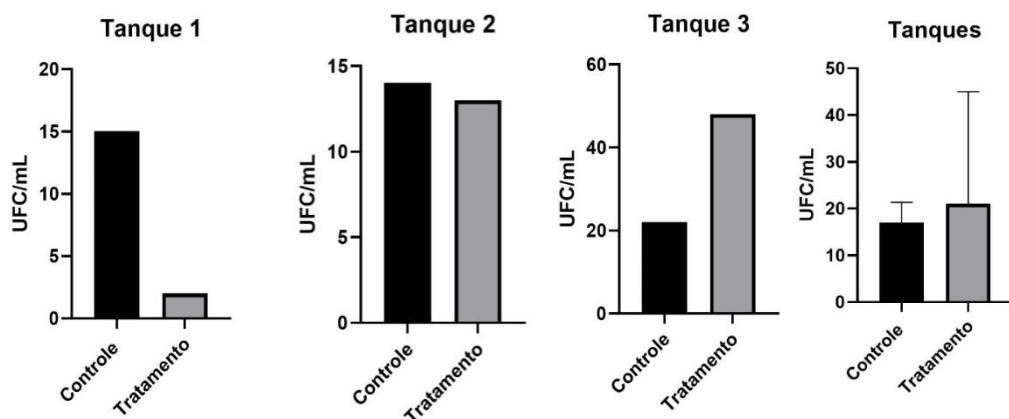 Tanque 1
UFC/mL
20
15
10
5
0
Controle
Tratamento
Tanque 2
UFC/mL
15
10
5
0
Controle
Tratamento
Tanque 3
UFC/mL
60
40
20
0
Controle
Tratamento
Tanques
UFC/mL
50
40
30
20
10
0
Controle
Tratamento